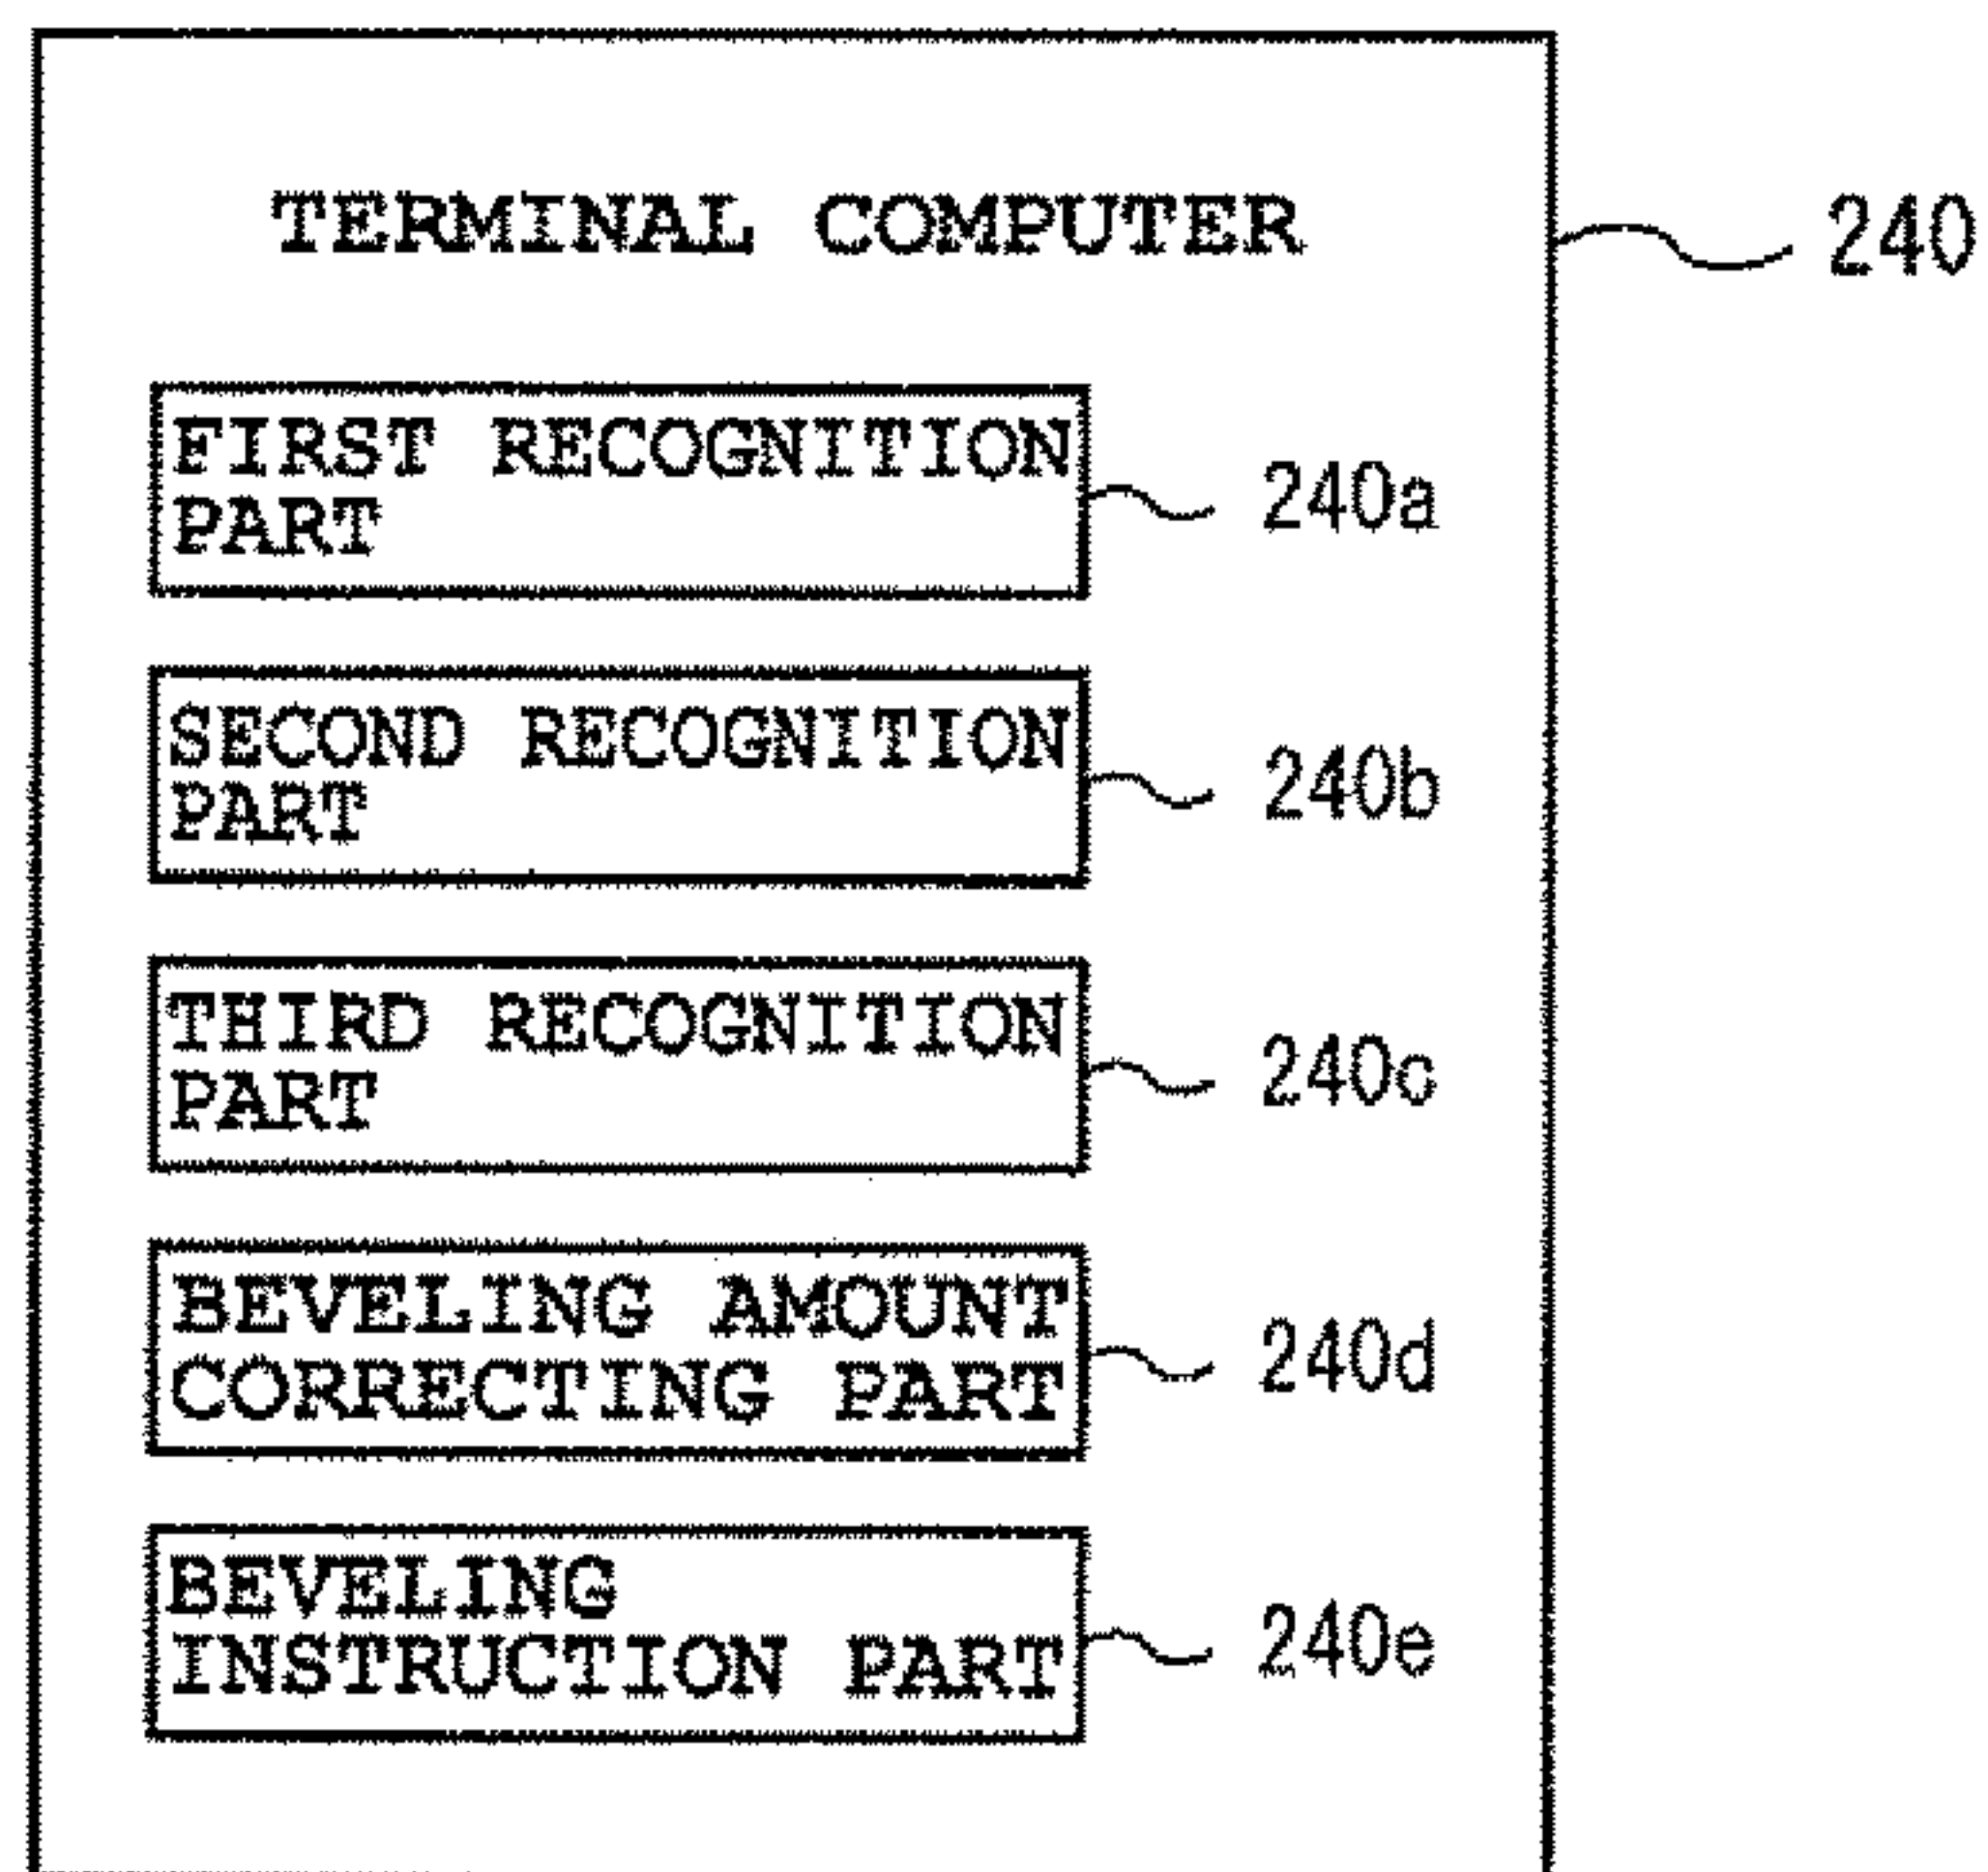 TERMINAL COMPUTER
240
FIRST RECOGNITION
PART
240a
SECOND RECOGNITION
PART
240b
THIRD RECOGNITION
PART
240c
BEVELING AMOUNT
CORRECTING PART
240d
BEVELING
INSTRUCTION PART
240e